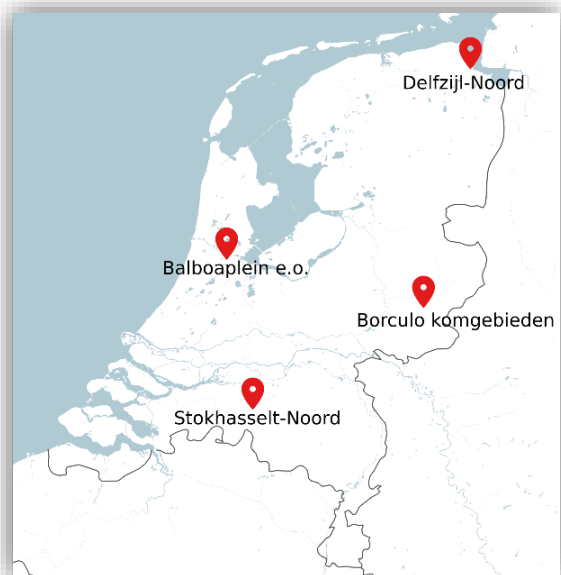 Delfzijl-Noord
Balboaplein e.o.
Borculo komgebieden
Stokhasselt-Noord